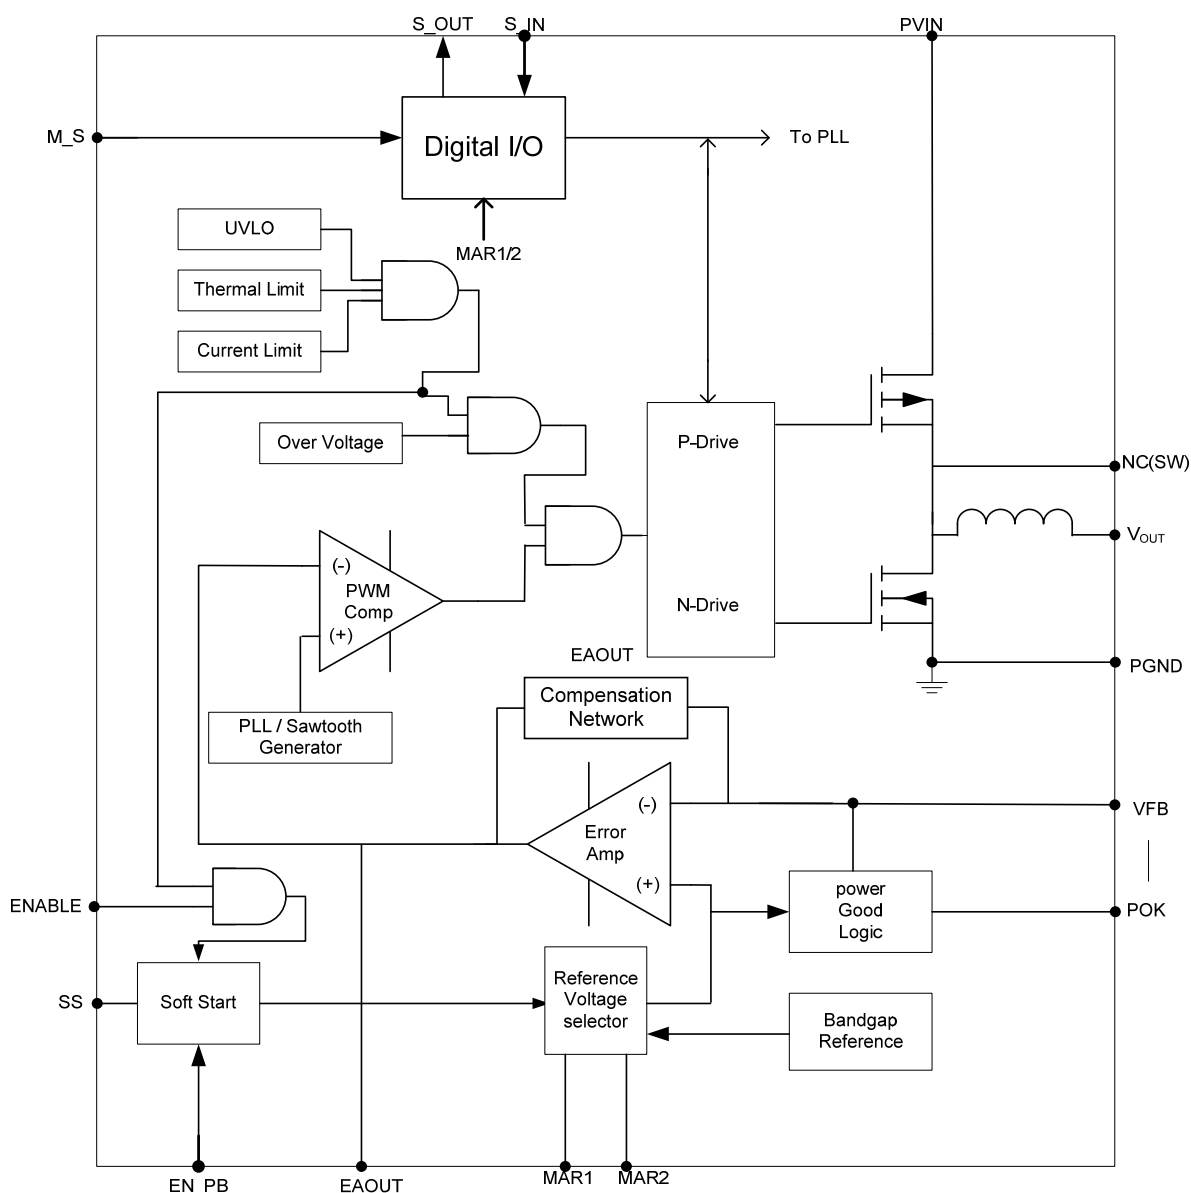 S_OUT
S_IN
PVIN
M_S
Digital I/O
To PLL
UVLO
MAR1/2
Thermal Limit
Current Limit
Over Voltage
P-Drive
NC(SW)
VOUT
(-)
PWM
Comp
(+)
N-Drive
EAOUT
PGND
Compensation
Network
PLL / Sawtooth
Generator
(-)
VFB
Error
Amp
(+)
power
Good
Logic
ENABLE
POK
SS
Soft Start
Reference
Voltage
selector
Bandgap
Reference
EN_PB
EAOUT
MAR1
MAR2